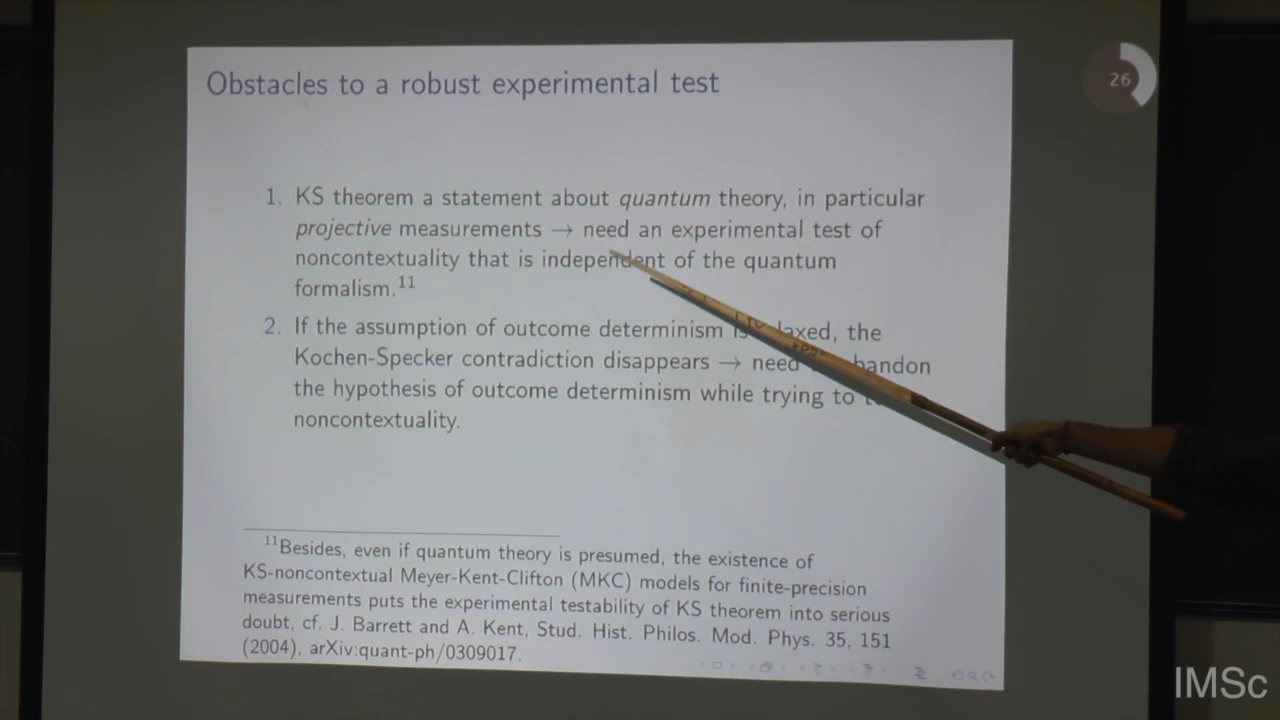 Obstacles to a robust experimental test
26
1. KS theorem a statement about quantum theory, in particular
projective measurements → need an experimental test of
noncontextuality that is independent of the quantum
formalism.11
2. If the assumption of outcome determinism is the
Kochen-Specker contradiction disappears → need
the hypothesis of outcome determinism while trying to
noncontextuality.
11Besides, even if quantum theory is presumed, the existence of
KS-noncontextual Meyer-Kent-Clifton (MKC) models for finite-precision
measurements puts the experimental testability of KS theorem into serious
doubt, cf. J. Barrett and A. Kent, Stud. Hist. Philos. Mod. Phys. 35, 151
(2004), arXiv:quant-ph/0309017.
IMSc